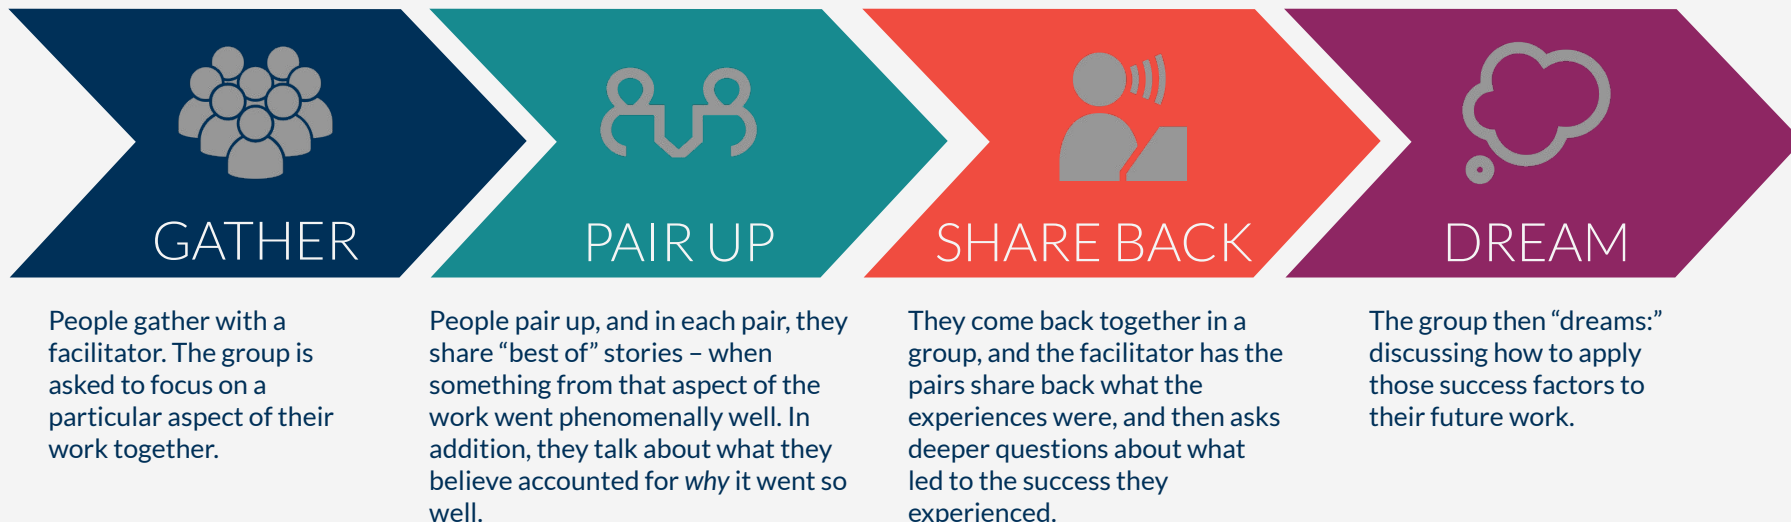 GATHER
People gather with a
facilitator. The group is
asked to focus on a
particular aspect of their
work together.
PAIR UP
People pair up, and in each pair, they
share “best of” stories – when
something from that aspect of the
work went phenomenally well. In
addition, they talk about what they
believe accounted for why it went so
well.
SHARE BACK
They come back together in a
group, and the facilitator has the
pairs share back what the
experiences were, and then asks
deeper questions about what
led to the success they
experienced.
DREAM
The group then “dreams:”
discussing how to apply
those success factors to
their future work.